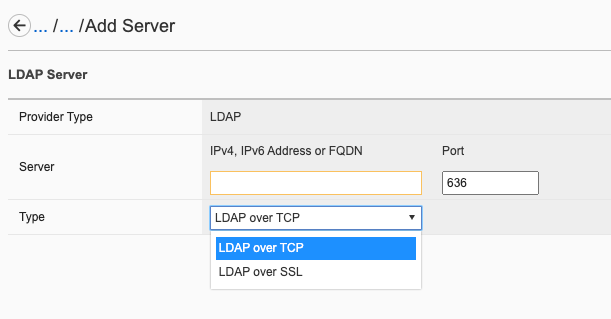 ... / ... /Add Server
LDAP Server
Provider Type LDAP
IPv4, IPv6 Address or FQDN Port
Server
636
Type LDAP over TCP
LDAP over TCP
LDAP over SSL